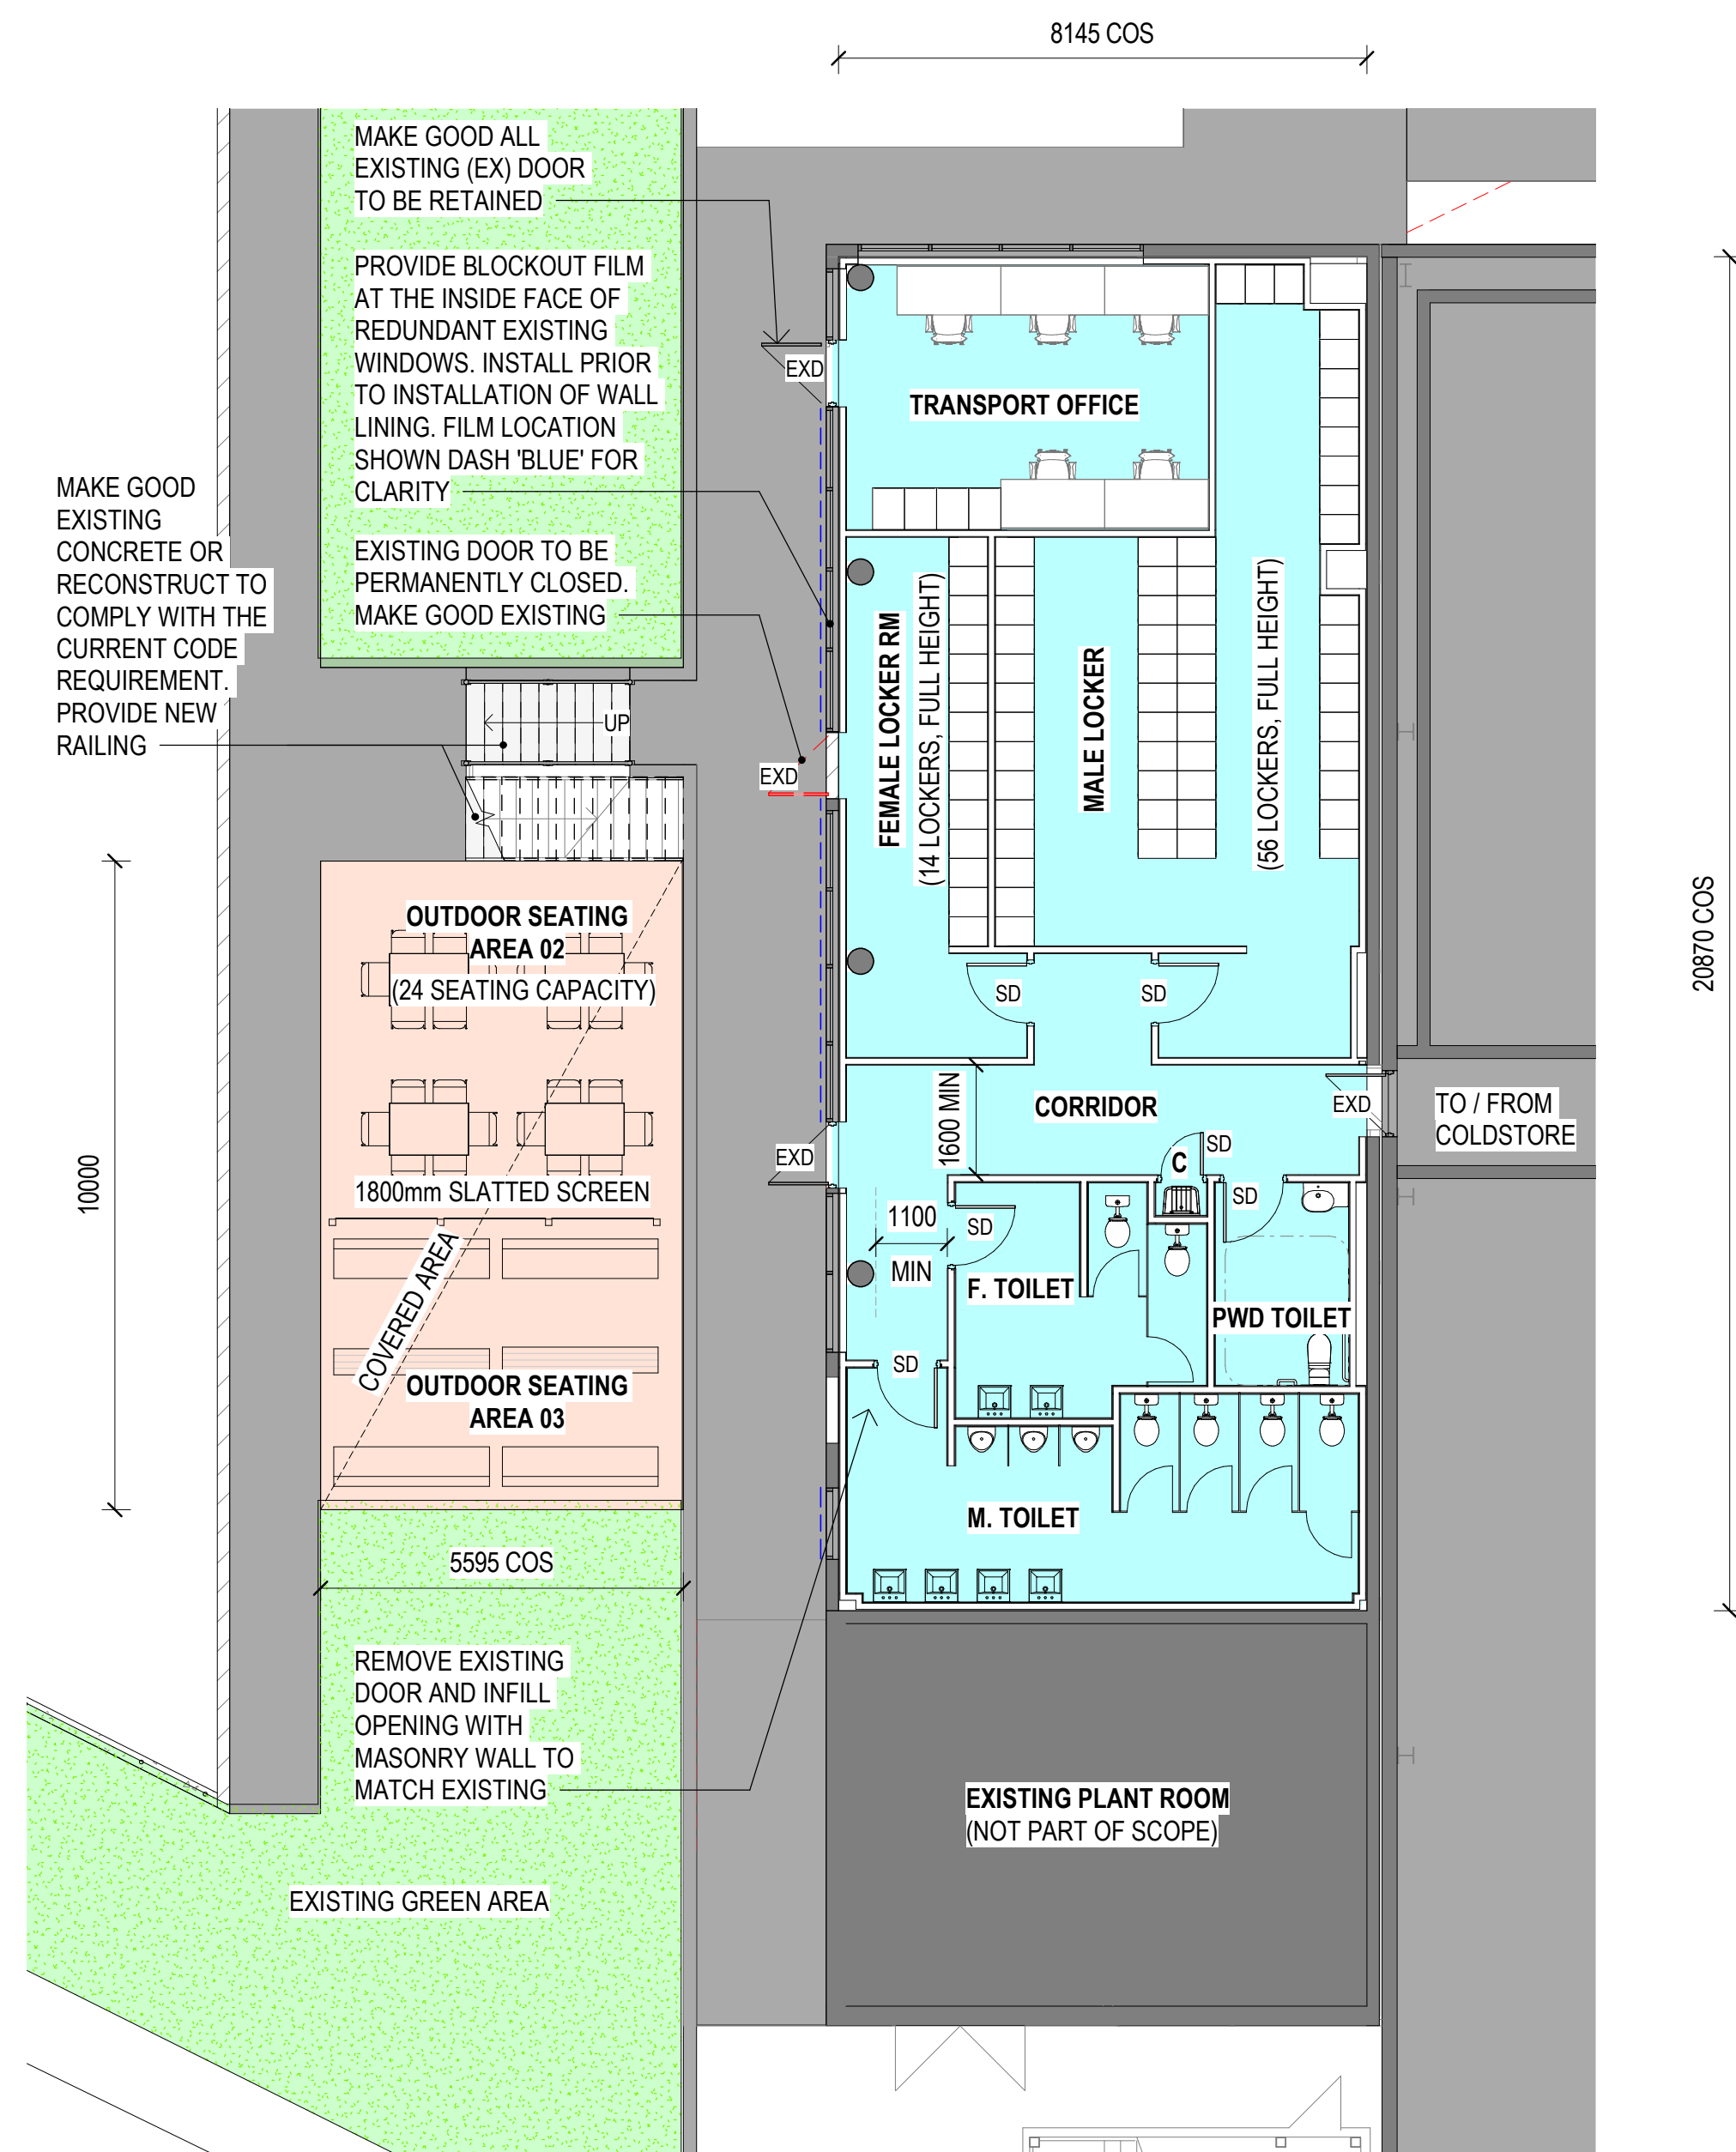 8145 COS
MAKE GOOD ALL
EXISTING (EX) DOOR
TO BE RETAINED
PROVIDE BLOCKOUT FILM
AT THE INSIDE FACE OF
REDUNDANT EXISTING
WINDOWS. INSTALL PRIOR
TO INSTALLATION OF WALL
LINING. FILM LOCATION
SHOWN DASH 'BLUE' FOR
CLARITY
EXISTING DOOR TO BE
PERMANENTLY CLOSED.
MAKE GOOD EXISTING
MAKE GOOD
EXISTING
CONCRETE OR
RECONSTRUCT TO
COMPLY WITH THE
CURRENT CODE
REQUIREMENT.
PROVIDE NEW
RAILING
UP
EXD
TRANSPORT OFFICE
EXD
FEMALE LOCKER RM
(14 LOCKERS, FULL HEIGHT)
MALE LOCKER
(56 LOCKERS, FULL HEIGHT)
20870 COS
OUTDOOR SEATING
AREA 02
(24 SEATING CAPACITY)
SD
SD
10000
1800mm SLATTED SCREEN
COVERED AREA
OUTDOOR SEATING
AREA 03
EXD
1600 MIN
CORRIDOR
EXD
TO / FROM
COLDSTORE
C
SD
SD
1100
MIN
SD
F. TOILET
PWD TOILET
SD
M. TOILET
5595 COS
REMOVE EXISTING
DOOR AND INFILL
OPENING WITH
MASONRY WALL TO
MATCH EXISTING
EXISTING PLANT ROOM
(NOT PART OF SCOPE)
EXISTING GREEN AREA